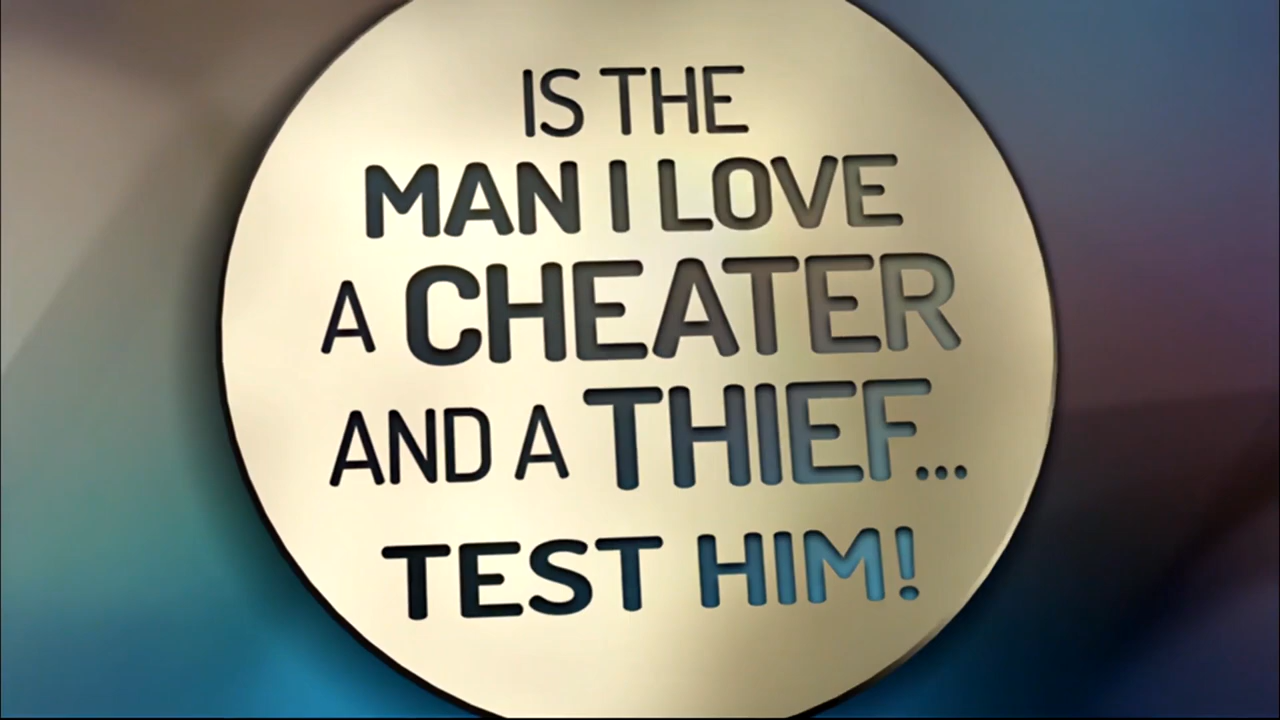 IS THE
MAN I LOVE
A CHEATER
AND A THIEF...
TEST HIM!